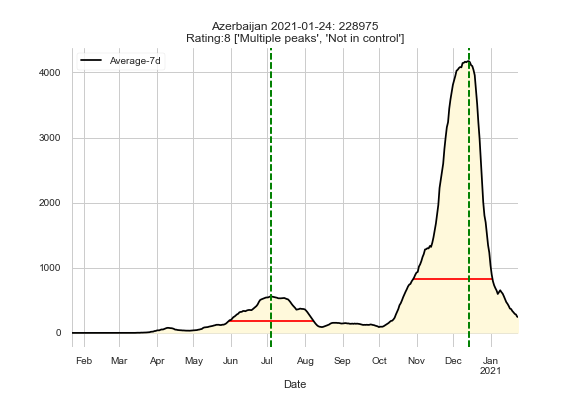 Azerbaijan 2021-01-24: 228975
Rating:8 ['Multiple peaks', 'Not in control']
Average-7d
4000
3000
2000
1000
0
Feb Mar Apr May Jun Jul Aug Sep Oct Nov Dec Jan
2021
Date